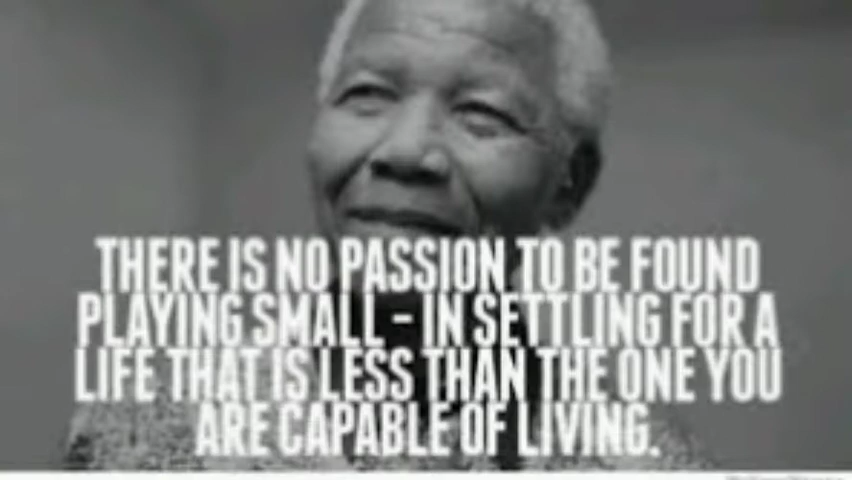 THERE IS NO PASSION TO BE FOUND
PLAYING SMALL - IN SETTLING FOR A
LIFE THAT IS LESS THAN THE ONE YOU
ARE CAPABLE OF LIVING.